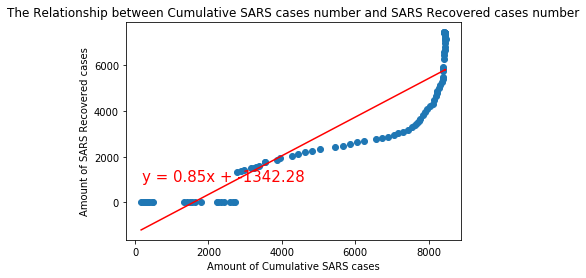 The Relationship between Cumulative SARS cases number and SARS Recovered cases number
Amount of SARS Recovered cases
6000
4000
2000
0
y = 0.85x + -1342.28
0
2000
4000
6000
8000
Amount of Cumulative SARS cases